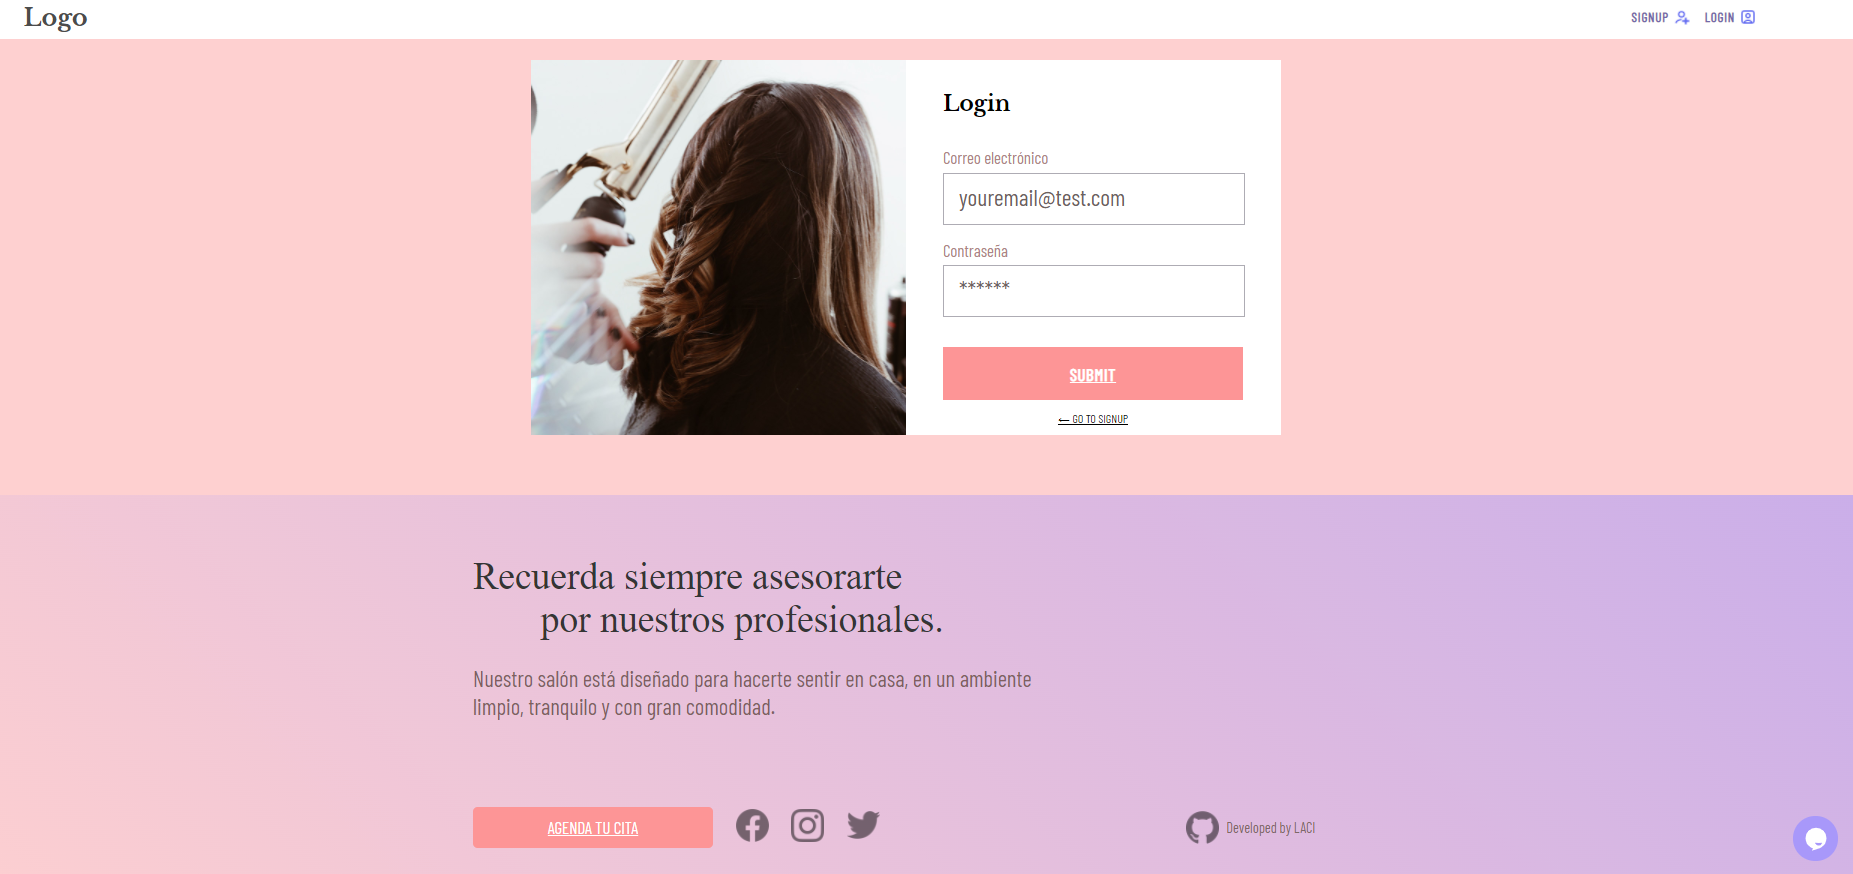 Logo
SIGNUP
LOGIN
Login
Correo electrónico
youremail@test.com
Contraseña
******
SUBMIT
⟵ GO TO SIGNUP
Recuerda siempre asesorarte
por nuestros profesionales.
Nuestro salón está diseñado para hacerte sentir en casa, en un ambiente
limpio, tranquilo y con gran comodidad.
AGENDA TU CITA
Developed by LACI